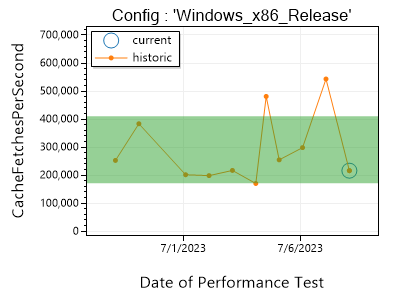 Config : 'Windows_x86_Release'
current
historic
CacheFetchesPerSecond
700,000
600,000
500,000
400,000
300,000
200,000
100,000
0
7/1/2023
7/6/2023
Date of Performance Test